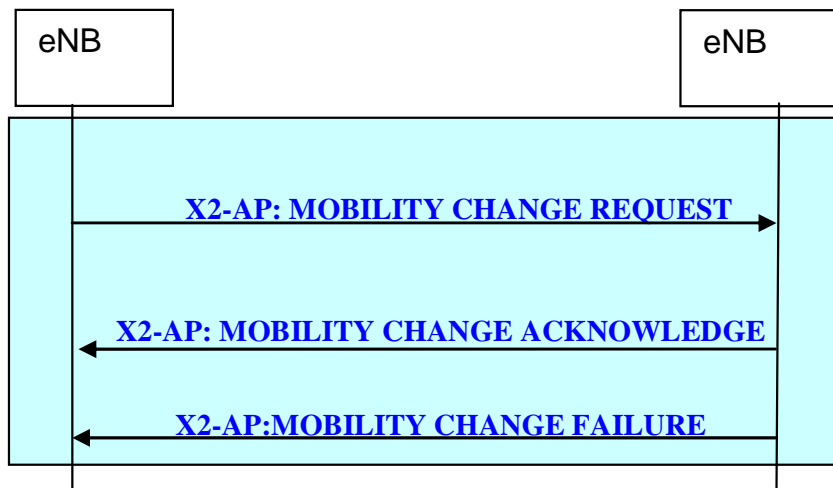 eNB
eNB
X2-AP: MOBILITY CHANGE REQUEST
X2-AP: MOBILITY CHANGE ACKNOWLEDGE
X2-AP:MOBILITY CHANGE FAILURE